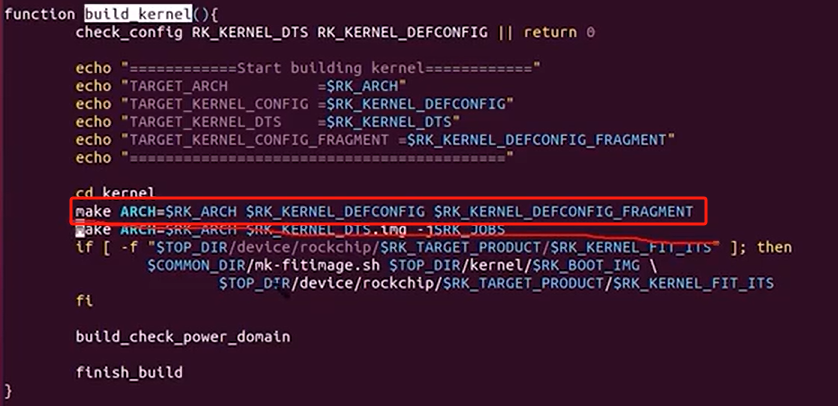 function build_kernel(){
check_config RK_KERNEL_DTS RK_KERNEL_DEFCONFIG || return 0
echo "============Start building kernel============"
echo "TARGET_ARCH          =$RK_ARCH"
echo "TARGET_KERNEL_CONFIG =$RK_KERNEL_DEFCONFIG"
echo "TARGET_KERNEL_DTS    =$RK_KERNEL_DTS"
echo "TARGET_KERNEL_CONFIG_FRAGMENT =$RK_KERNEL_DEFCONFIG_FRAGMENT"
echo "=========================================="
cd kernel
make ARCH=$RK_ARCH $RK_KERNEL_DEFCONFIG $RK_KERNEL_DEFCONFIG_FRAGMENT
make ARCH=$RK_ARCH $RK_KERNEL_DTS.img -j$RK_JOBS
if [ -f "$TOP_DIR/device/rockchip/$RK_TARGET_PRODUCT/$RK_KERNEL_FIT_ITS" ]; then
$COMMON_DIR/mk-fitimage.sh $TOP_DIR/kernel/$RK_BOOT_IMG \
$TOP_DIR/device/rockchip/$RK_TARGET_PRODUCT/$RK_KERNEL_FIT_ITS
fi
build_check_power_domain
finish_build
}